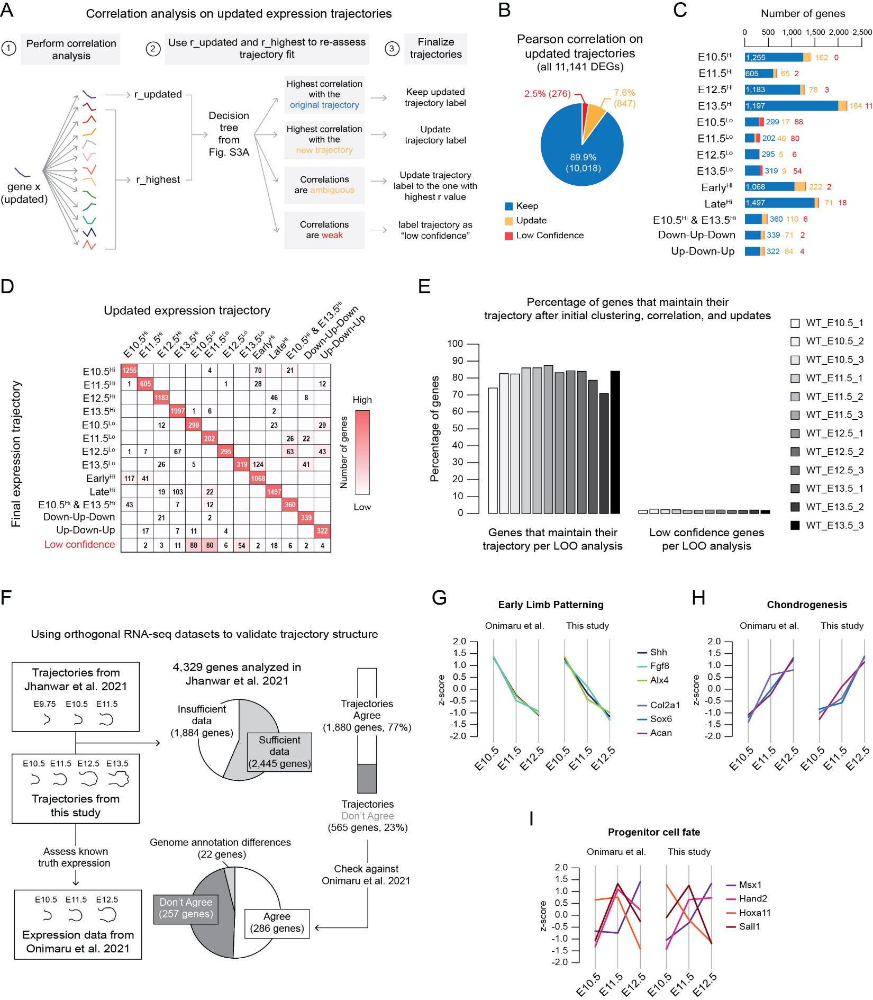 A
Correlation analysis on updated expression trajectories
1
Perform correlation
analysis
2
Use r_updated and r_highest to re-assess
trajectory fit
3
Finalize
trajectories
gene x
(updated)
r_updated
r_highest
Decision
tree
from
Fig. S3A
Highest correlation
with the
original trajectory
Keep updated
trajectory label
Highest correlation
with the
new trajectory
Update
trajectory label
Correlations
are ambiguous
Update trajectory
label to the one with
highest r value
Correlations
are weak
label trajectory as
“low confidence”
B
Pearson correlation on
updated trajectories
(all 11,141 DEGs)
2.5% (276)
7.6%
(847)
89.9%
(10,018)
Keep
Update
Low Confidence
C
Number of genes
0 500 1,000 1,500 2,000 2,500
E10.5Hi 1,255 162 0
E11.5Hi 605 65 2
E12.5Hi 1,183 78 3
E13.5Hi 1,197 184 11
E10.5Lo 299 17 88
E11.5Lo 202 46 80
E12.5Lo 295 5 6
E13.5Lo 319 9 54
EarlyHi 1,068 222 2
LateHi 1,497 71 18
E10.5Hi & E13.5Hi 360 110 6
Down-Up-Down 339 71 2
Up-Down-Up 322 84 4
D
Updated expression trajectory
E10.5Hi E11.5Hi E12.5Hi E13.5Hi E10.5Lo E11.5Lo E12.5Lo E13.5Lo EarlyHi LateHi E10.5Hi & E13.5Hi Down-Up-Down Up-Down-Up
Final expression trajectory
E10.5Hi 1255 4 70 21
E11.5Hi 1 605 1 28 12
E12.5Hi 1183 46 8
E13.5Hi 1997 1 6 2
E10.5Lo 12 299 23 29
E11.5Lo 202 26 22
E12.5Lo 1 7 67 295 63 43
E13.5Lo 26 5 319 124 41
EarlyHi 117 41 1068
LateHi 19 103 22 1497
E10.5Hi & E13.5Hi 43 7 12 360
Down-Up-Down 21 2 339
Up-Down-Up 17 7 11 4 322
Low confidence 2 3 11 88 80 6 54 2 18 6 2 4
High
Number of genes
Low
E
Percentage of genes that maintain their
trajectory after initial clustering, correlation, and updates
Percentage of genes
100
90
80
70
60
50
40
30
20
10
0
Genes that maintain their
trajectory per LOO analysis
Low confidence genes
per LOO analysis
WT_E10.5_1
WT_E10.5_2
WT_E10.5_3
WT_E11.5_1
WT_E11.5_2
WT_E11.5_3
WT_E12.5_1
WT_E12.5_2
WT_E12.5_3
WT_E13.5_1
WT_E13.5_2
WT_E13.5_3
F
Using orthogonal RNA-seq datasets to validate trajectory structure
Trajectories from
Jhanwar et al. 2021
E9.75 E10.5 E11.5
E10.5 E11.5 E12.5 E13.5
Trajectories from
this study
Assess known
truth expression
E10.5 E11.5 E12.5
Expression data from
Onimaru et al. 2021
4,329 genes analyzed in
Jhanwar et al. 2021
Insufficient
data
(1,884 genes)
Sufficient
data
(2,445 genes)
Trajectories
Agree
(1,880 genes, 77%)
Trajectories
Don’t Agree
(565 genes, 23%)
Check against
Onimaru et al. 2021
Genome annotation differences
(22 genes)
Don’t Agree
(257 genes)
Agree
(286 genes)
G
Early Limb Patterning
Onimaru et al. This study
z-score
2.0
1.5
1.0
0.5
0.0
-0.5
-1.0
-1.5
-2.0
E10.5 E11.5 E12.5 E10.5 E11.5 E12.5
Shh
Fgf8
Alx4
Col2a1
Sox6
Acan
H
Chondrogenesis
Onimaru et al. This study
z-score
2.0
1.5
1.0
0.5
0.0
-0.5
-1.0
-1.5
-2.0
E10.5 E11.5 E12.5 E10.5 E11.5 E12.5
I
Progenitor cell fate
Onimaru et al. This study
z-score
2.0
1.5
1.0
0.5
0.0
-0.5
-1.0
-1.5
-2.0
E10.5 E11.5 E12.5 E10.5 E11.5 E12.5
Msx1
Hand2
Hoxa11
Sall1